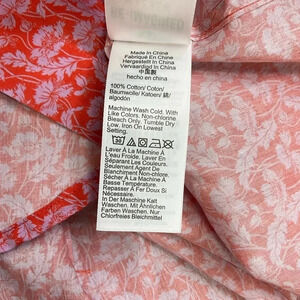 Made In China
Fabriqué En Chine
Hergestellt In China
Vervaardigd In China
中国製
hecho en china
100% Cotton/ Coton/
Baumwolle/ Katoen/ 綿/
algodón
Machine Wash Cold. With
Like Colors. Non-chlorine
Bleach Only. Tumble Dry
Low. Iron On Lowest
Setting.
Laver À La Machine À
L'eau Froide. Laver En
Séparant Les Couleurs.
Seulement Agent De
Blanchiment Non-chlore.
Sécher À La Machine À
Basse Température.
Repasser À Fer Doux Si
Nécessaire.
In Der Maschine Kalt
Waschen. Mit Ähnlichen
Farben Waschen. Nur
Chlorfreies Bleichmittel